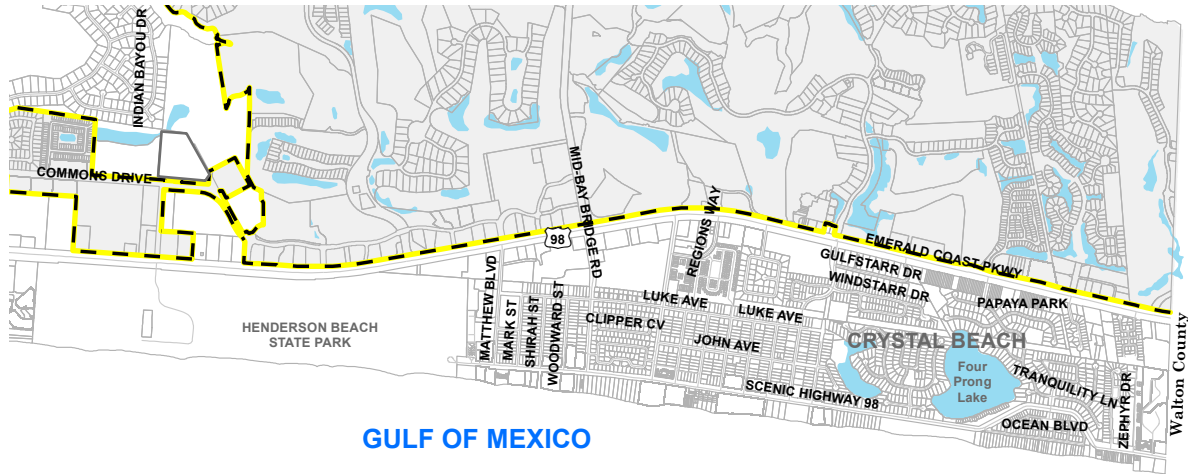 INDIAN BAYOU DR
COMMONS DRIVE
MID-BAY BRIDGE RD
98
REGIONS WAY
EMERALD COAST PKWY
GULFSTARR DR
WINDSTARR DR
PAPAYA PARK
HENDERSON BEACH
STATE PARK
MATTHEW BLVD
MARK ST
SHIRAH ST
WOODWARD ST
LUKE AVE
LUKE AVE
CLIPPER CV
JOHN AVE
CRYSTAL BEACH
Four
Prong
Lake
TRANQUILITY LN
SCENIC HIGHWAY 98
OCEAN BLVD
ZEPHYR DR
Walton County
GULF OF MEXICO